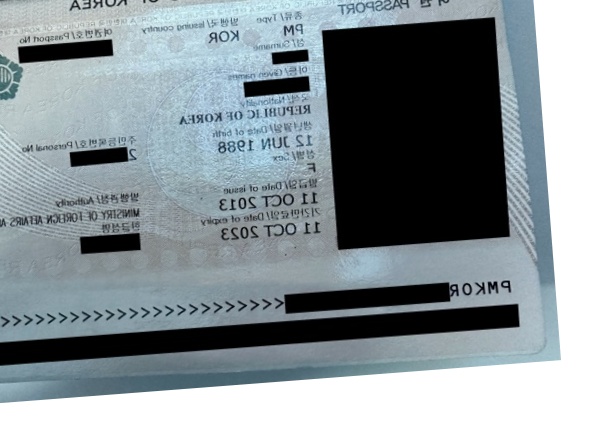 OF KOREA
여 권 PASSPORT
종류/Type 발행국/Issuing country 여권번호/Passport No
PM KOR
성/Surname
이름/Given names
국적/Nationality
REPUBLIC OF KOREA
생년월일/Date of birth 주민등록번호/Personal No
12 JUN 1988 2
성별/Sex
F
발급일/Date of issue 발행관청/Authority
11 OCT 2013 MINISTRY OF FOREIGN AFFAIRS
기간만료일/Date of expiry 한글성명
11 OCT 2023
PMKOR <<<<<<<<<<<<<<<<<<<<<<<<<<<